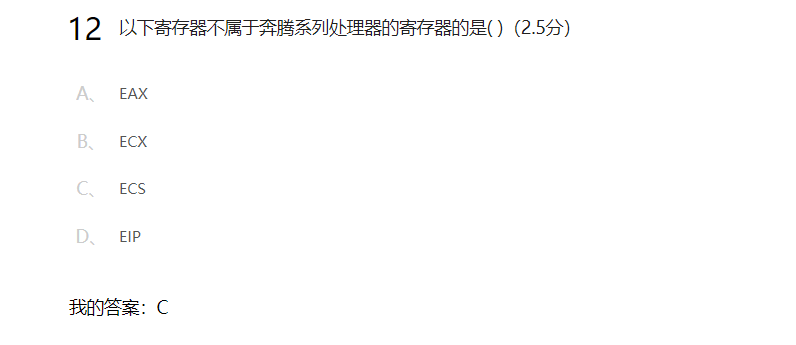 12 以下寄存器不属于奔腾系列处理器的寄存器的是( )（2.5分）
A、 EAX
B、 ECX
C、 ECS
D、 EIP
我的答案：C